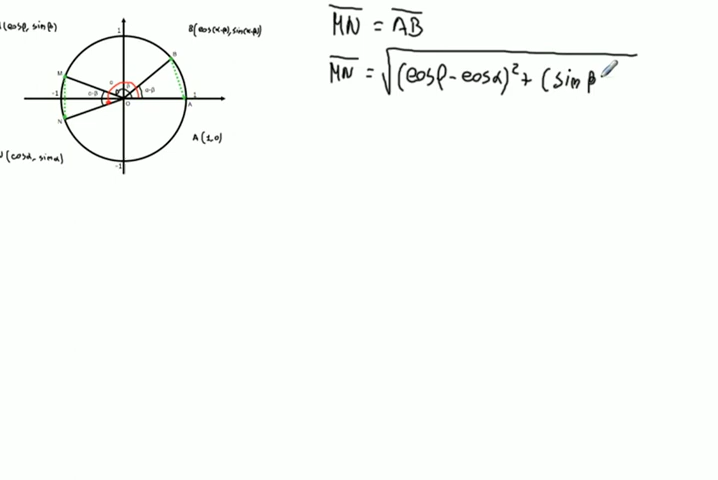 (cosβ, sinβ)
B(cos(α-β), sin(α-β))
1
M
B
α
β
α-β
α-β
-1
1
O
A
N
A(1,0)
(cosα, sinα)
-1
MN = AB
MN = √(cosβ - cosα)² + (sinβ